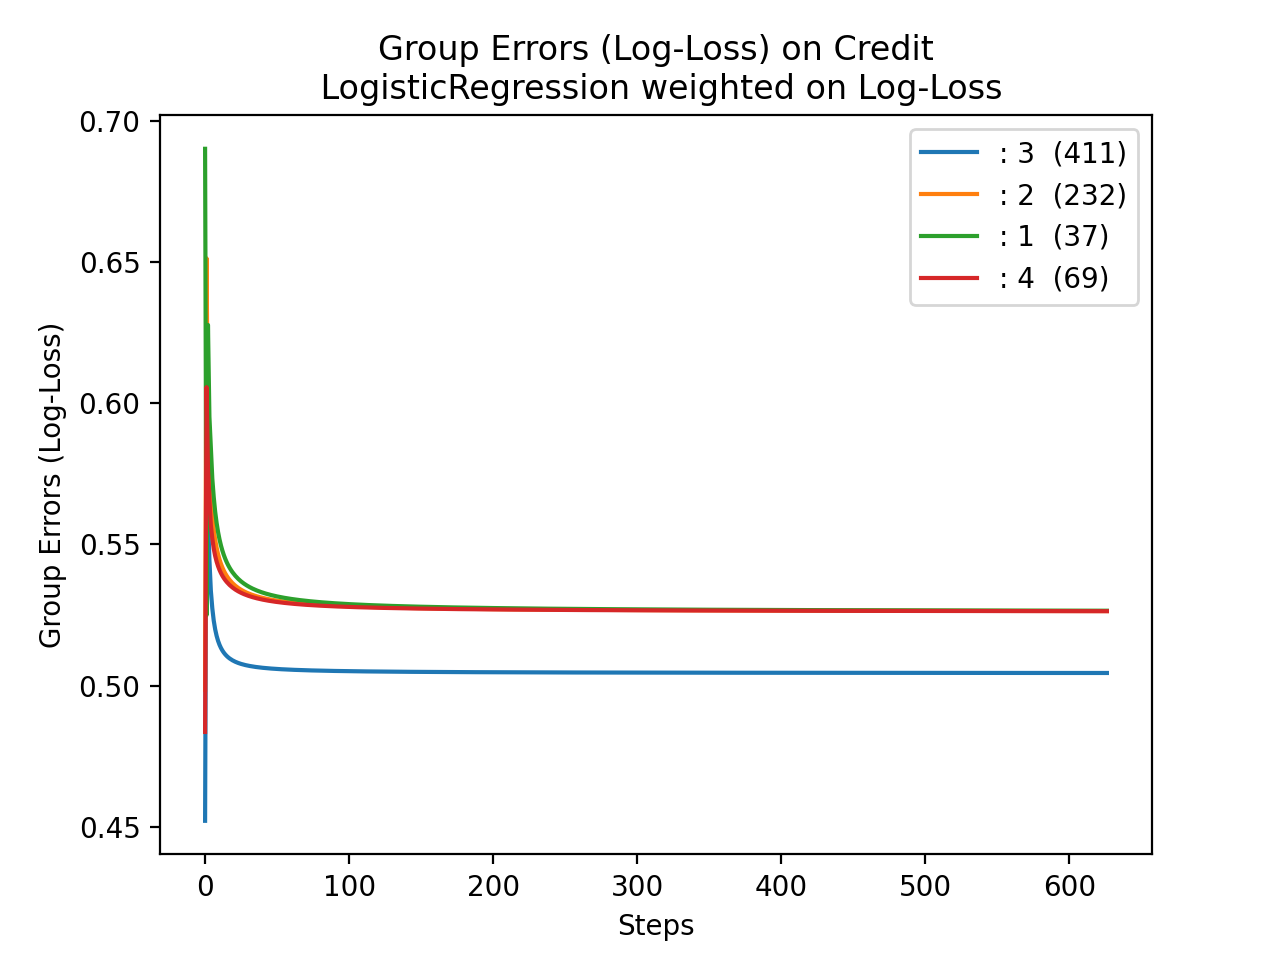 Group Errors (Log-Loss) on Credit
LogisticRegression weighted on Log-Loss
0.70
0.65
0.60
0.55
0.50
0.45
Group Errors (Log-Loss)
: 3 (411)
: 2 (232)
: 1 (37)
: 4 (69)
0 100 200 300 400 500 600
Steps